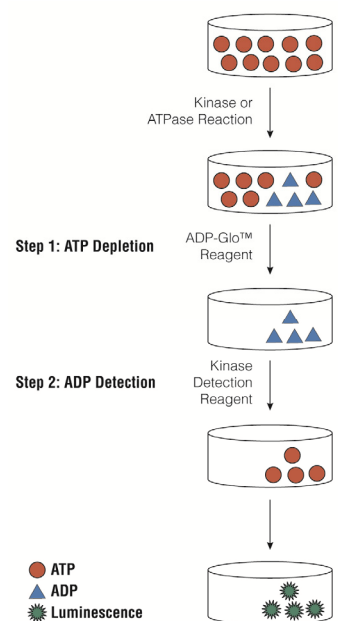 Kinase or
ATPase Reaction
Step 1: ATP Depletion
ADP-Glo™
Reagent
Step 2: ADP Detection
Kinase
Detection
Reagent
ATP
ADP
Luminescence